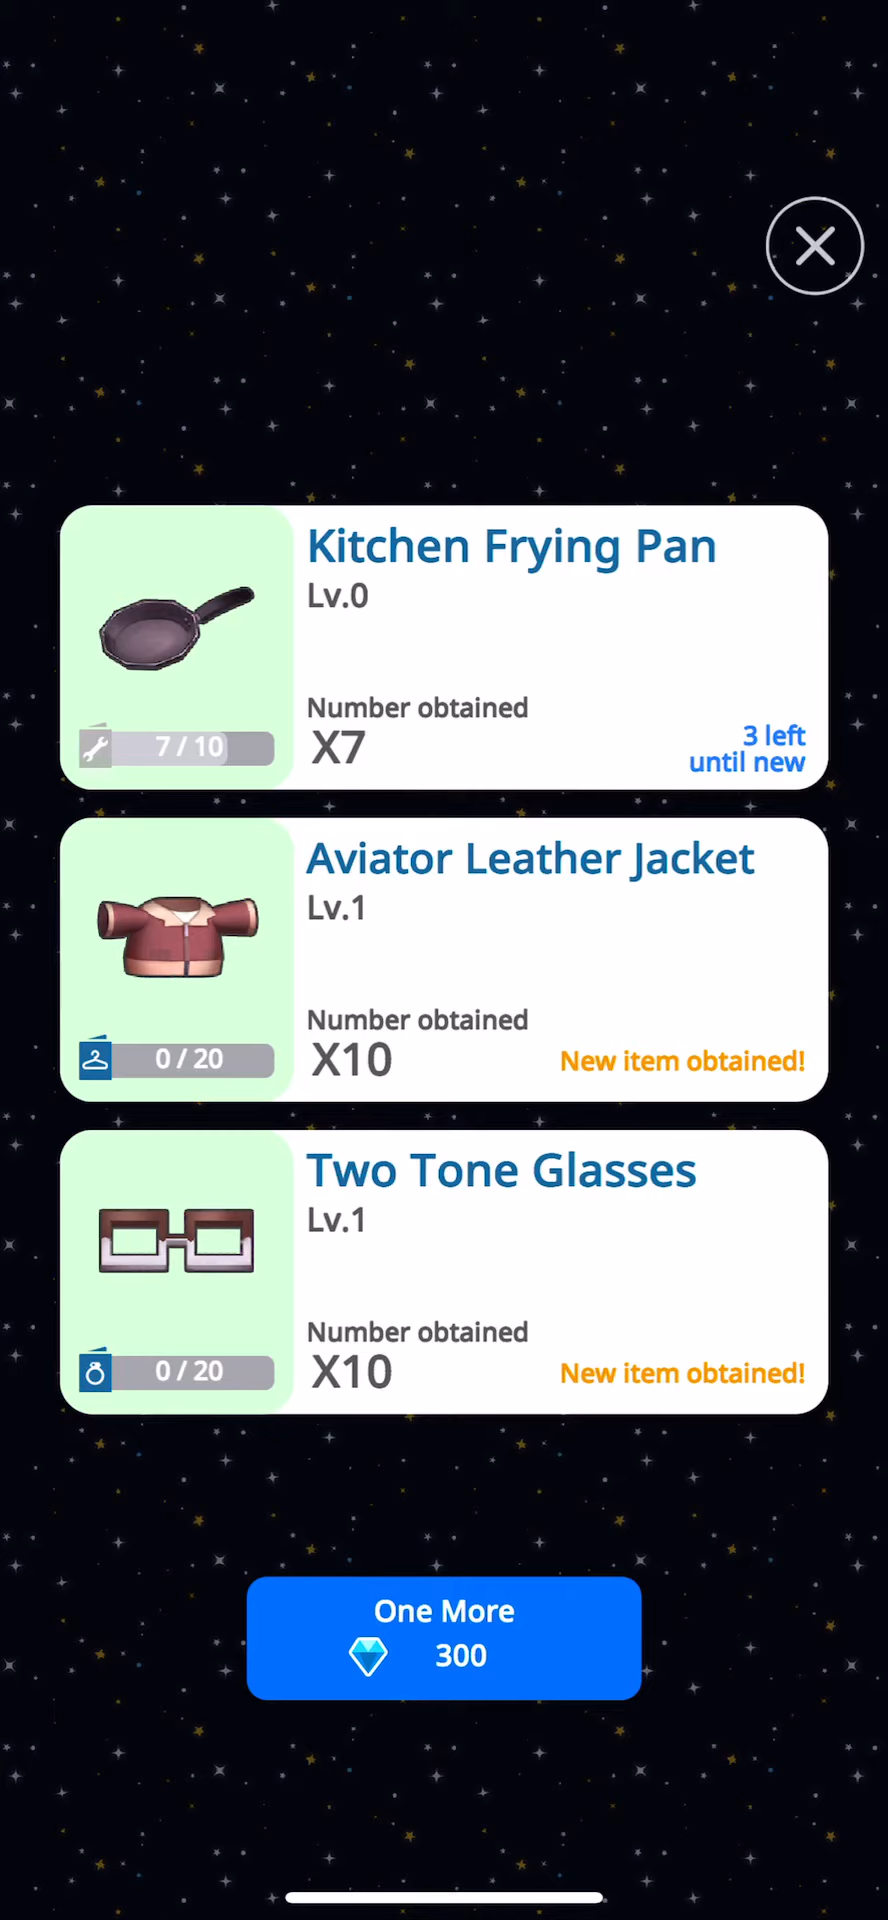 Kitchen Frying Pan
Lv.0
Number obtained
X7
7 / 10
3 left
until new
Aviator Leather Jacket
Lv.1
Number obtained
X10
0 / 20
New item obtained!
Two Tone Glasses
Lv.1
Number obtained
X10
0 / 20
New item obtained!
One More
300